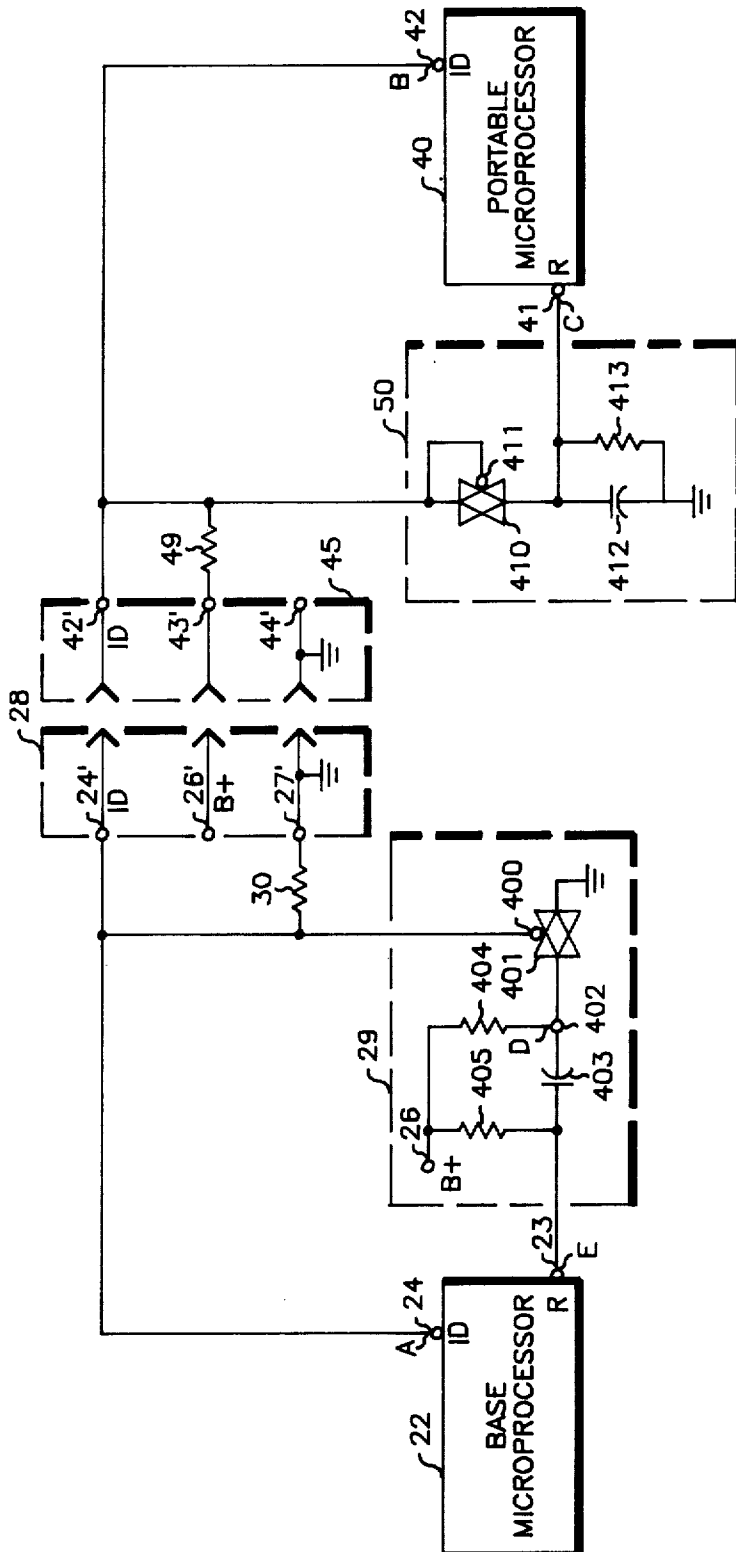 22
BASE
MICROPROCESSOR
A
24
ID
R
23
E
29
26
B+
405
404
D
402
403
401
400
30
28
24'
ID
26'
B+
27'
45
42'
ID
43'
44'
49
50
411
410
412
413
41
C
R
40
PORTABLE
MICROPROCESSOR
B
42
ID